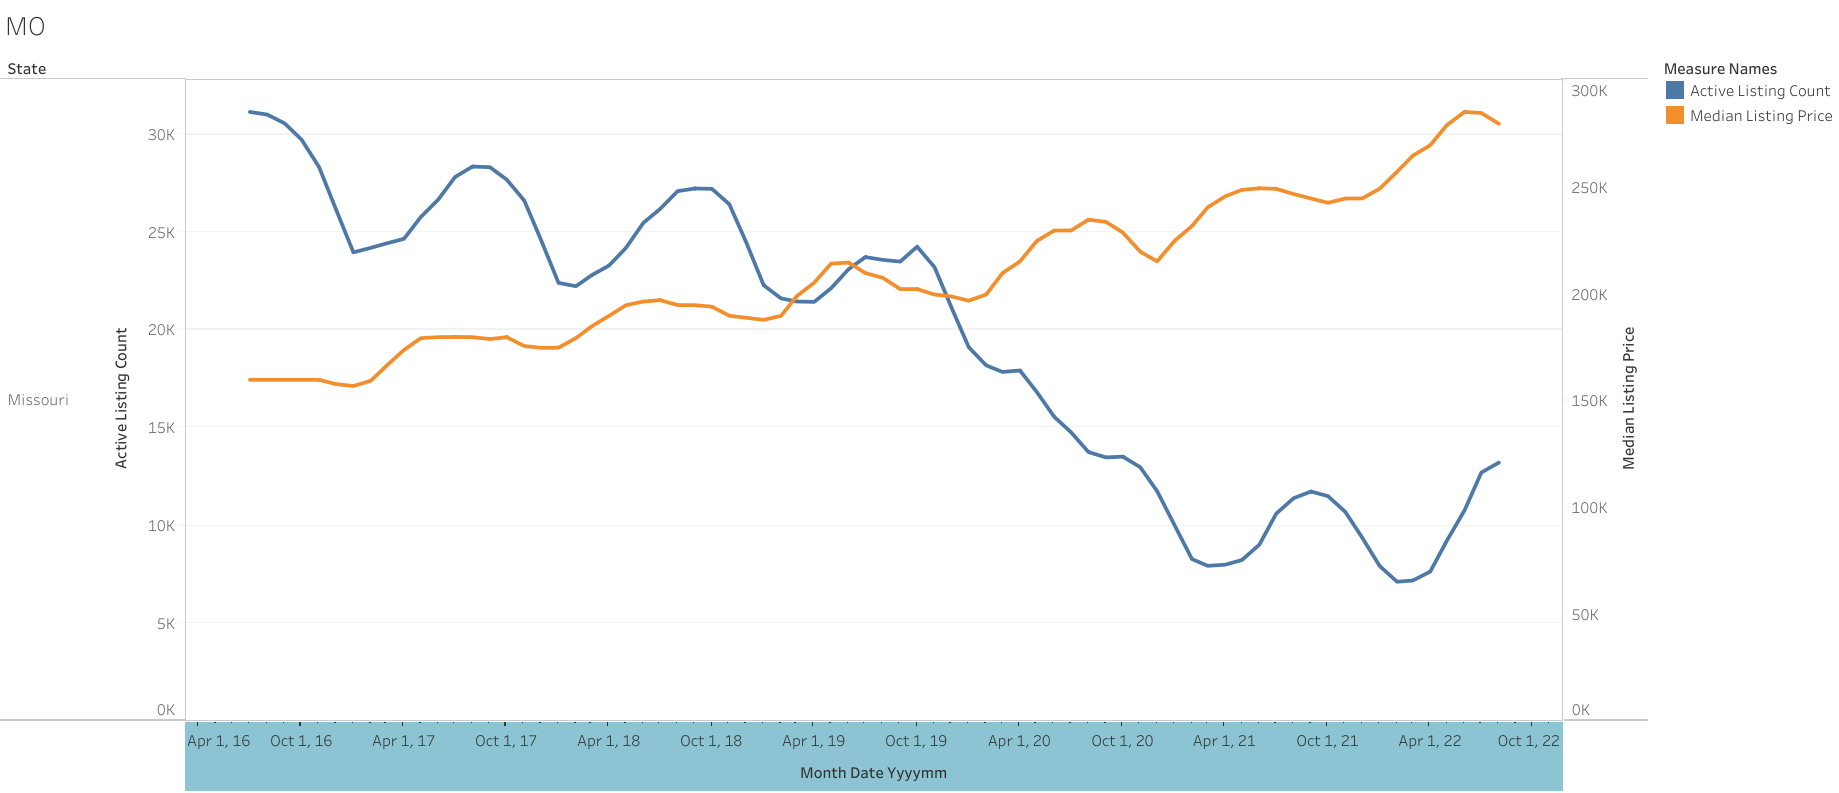 MO
State
Measure Names
Active Listing Count
Median Listing Price
Missouri
Active Listing Count
30K
25K
20K
15K
10K
5K
0K
300K
250K
200K
150K
100K
50K
0K
Median Listing Price
Apr 1, 16 Oct 1, 16 Apr 1, 17 Oct 1, 17 Apr 1, 18 Oct 1, 18 Apr 1, 19 Oct 1, 19 Apr 1, 20 Oct 1, 20 Apr 1, 21 Oct 1, 21 Apr 1, 22 Oct 1, 22
Month Date Yyyymm